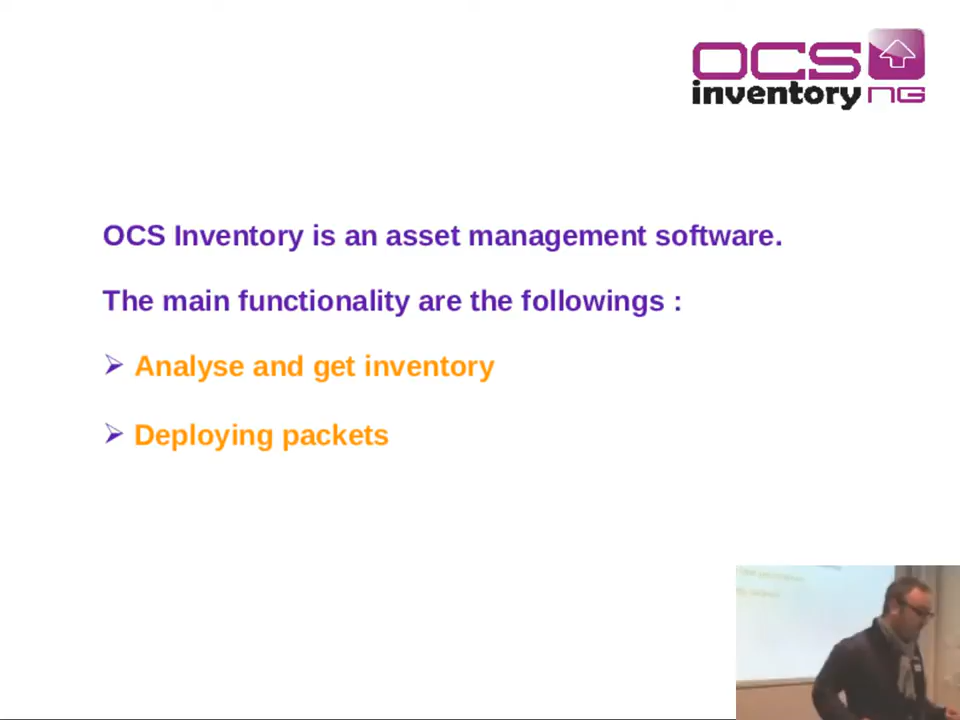 OCS
inventory NG
OCS Inventory is an asset management software.
The main functionality are the followings :
Analyse and get inventory
Deploying packets